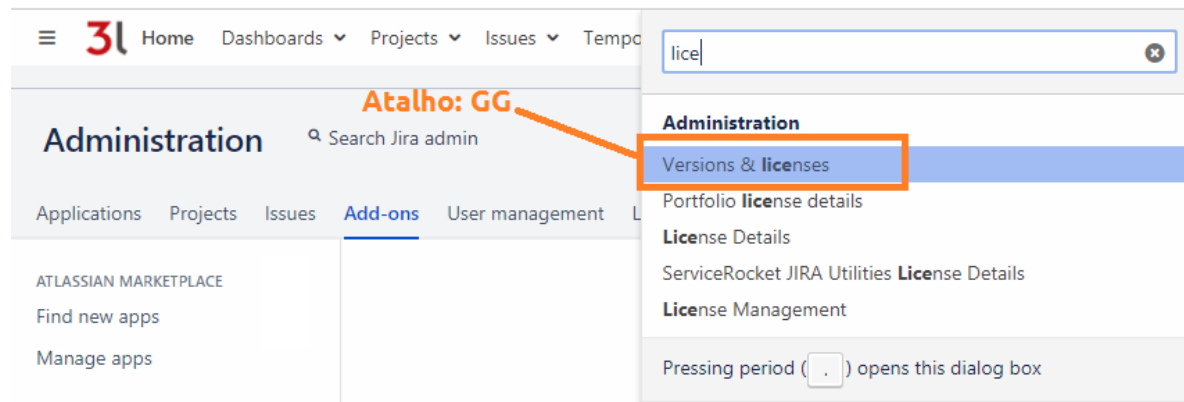 3l Home Dashboards Projects Issues Tempo
lice
Atalho: GG
Administration
Search Jira admin
Administration
Versions & licenses
Portfolio license details
License Details
ServiceRocket JIRA Utilities License Details
License Management
Pressing period ( . ) opens this dialog box
Applications Projects Issues Add-ons User management L
ATLASSIAN MARKETPLACE
Find new apps
Manage apps